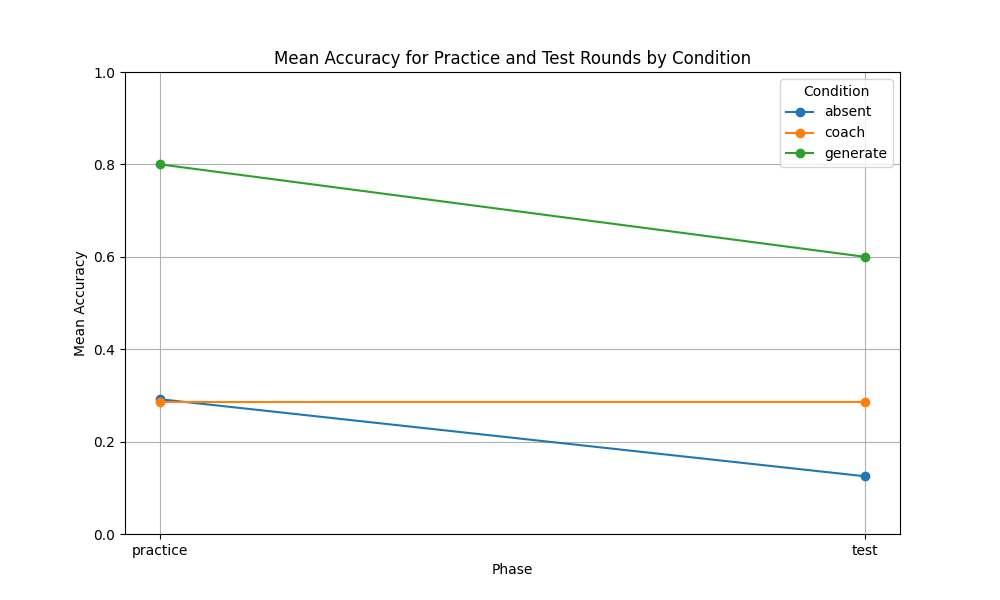 Mean Accuracy for Practice and Test Rounds by Condition
Condition
absent
coach
generate
Mean Accuracy
1.0
0.8
0.6
0.4
0.2
0.0
practice
test
Phase